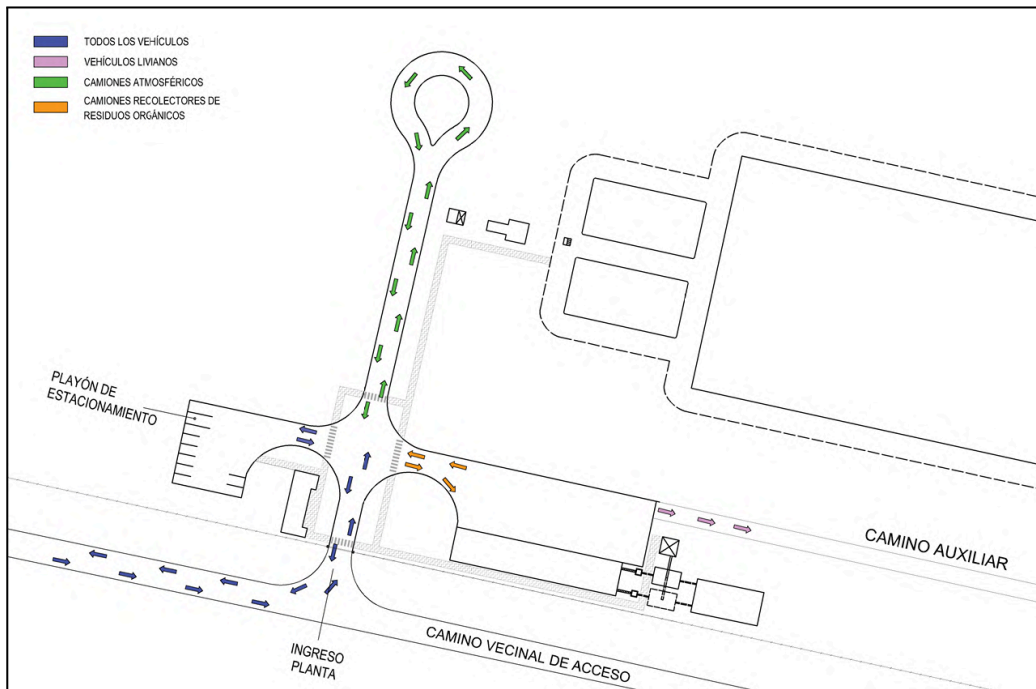 TODOS LOS VEHÍCULOS
VEHÍCULOS LIVIANOS
CAMIONES ATMOSFÉRICOS
CAMIONES RECOLECTORES DE
RESIDUOS ORGÁNICOS
PLAYÓN DE
ESTACIONAMIENTO
CAMINO AUXILIAR
CAMINO VECINAL DE ACCESO
INGRESO
PLANTA